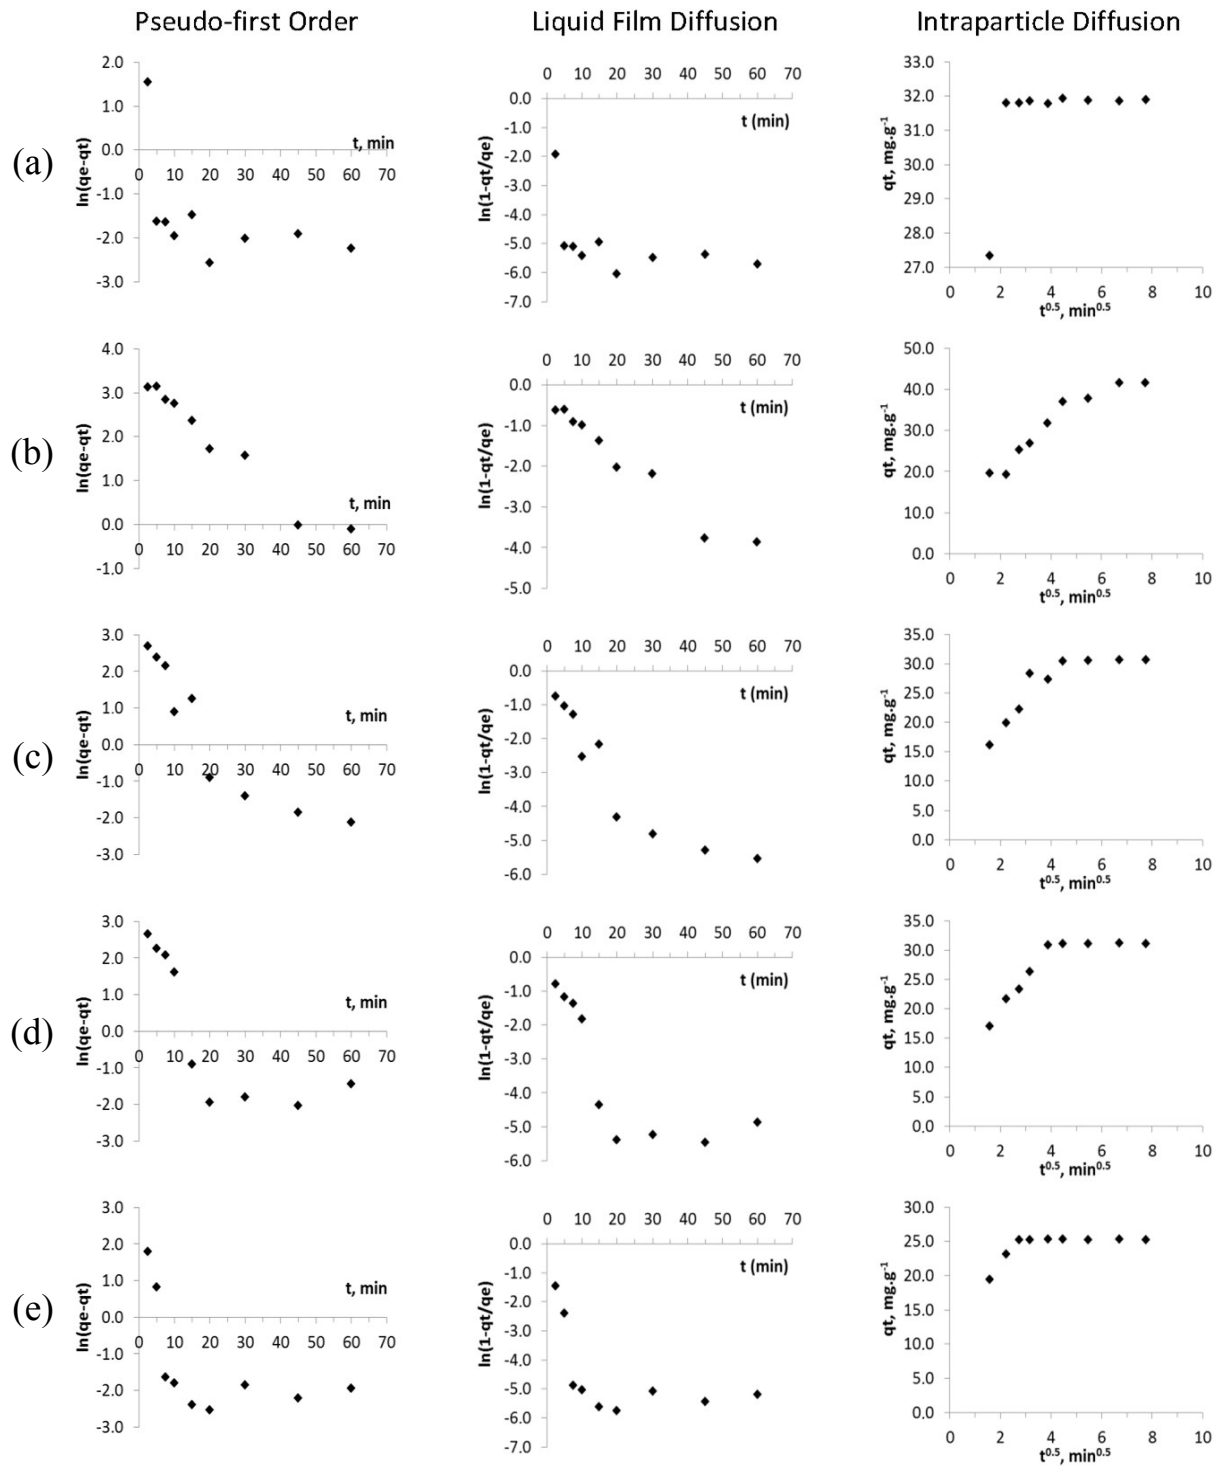 Pseudo-first Order
Liquid Film Diffusion
Intraparticle Diffusion
(a)
ln(qe-qt)
2.0
1.0
0.0
-1.0
-2.0
-3.0
t, min
0 10 20 30 40 50 60 70
ln(1-qt/qe)
0 10 20 30 40 50 60 70
0.0
-1.0
-2.0
-3.0
-4.0
-5.0
-6.0
-7.0
t (min)
qt, mg.g-1
33.0
32.0
31.0
30.0
29.0
28.0
27.0
0 2 4 6 8 10
t0.5, min0.5
(b)
ln(qe-qt)
4.0
3.0
2.0
1.0
0.0
-1.0
t, min
0 10 20 30 40 50 60 70
ln(1-qt/qe)
0 10 20 30 40 50 60 70
0.0
-1.0
-2.0
-3.0
-4.0
-5.0
t (min)
qt, mg.g-1
50.0
40.0
30.0
20.0
10.0
0.0
0 2 4 6 8 10
t0.5, min0.5
(c)
ln(qe-qt)
3.0
2.0
1.0
0.0
-1.0
-2.0
-3.0
t, min
0 10 20 30 40 50 60 70
ln(1-qt/qe)
0 10 20 30 40 50 60 70
0.0
-1.0
-2.0
-3.0
-4.0
-5.0
-6.0
t (min)
qt, mg.g-1
35.0
30.0
25.0
20.0
15.0
10.0
5.0
0.0
0 2 4 6 8 10
t0.5, min0.5
(d)
ln(qe-qt)
3.0
2.0
1.0
0.0
-1.0
-2.0
-3.0
t, min
0 10 20 30 40 50 60 70
ln(1-qt/qe)
0 10 20 30 40 50 60 70
0.0
-1.0
-2.0
-3.0
-4.0
-5.0
-6.0
t (min)
qt, mg.g-1
35.0
30.0
25.0
20.0
15.0
10.0
5.0
0.0
0 2 4 6 8 10
t0.5, min0.5
(e)
ln(qe-qt)
3.0
2.0
1.0
0.0
-1.0
-2.0
-3.0
t, min
0 10 20 30 40 50 60 70
ln(1-qt/qe)
0 10 20 30 40 50 60 70
0.0
-1.0
-2.0
-3.0
-4.0
-5.0
-6.0
-7.0
t (min)
qt, mg.g-1
30.0
25.0
20.0
15.0
10.0
5.0
0.0
0 2 4 6 8 10
t0.5, min0.5